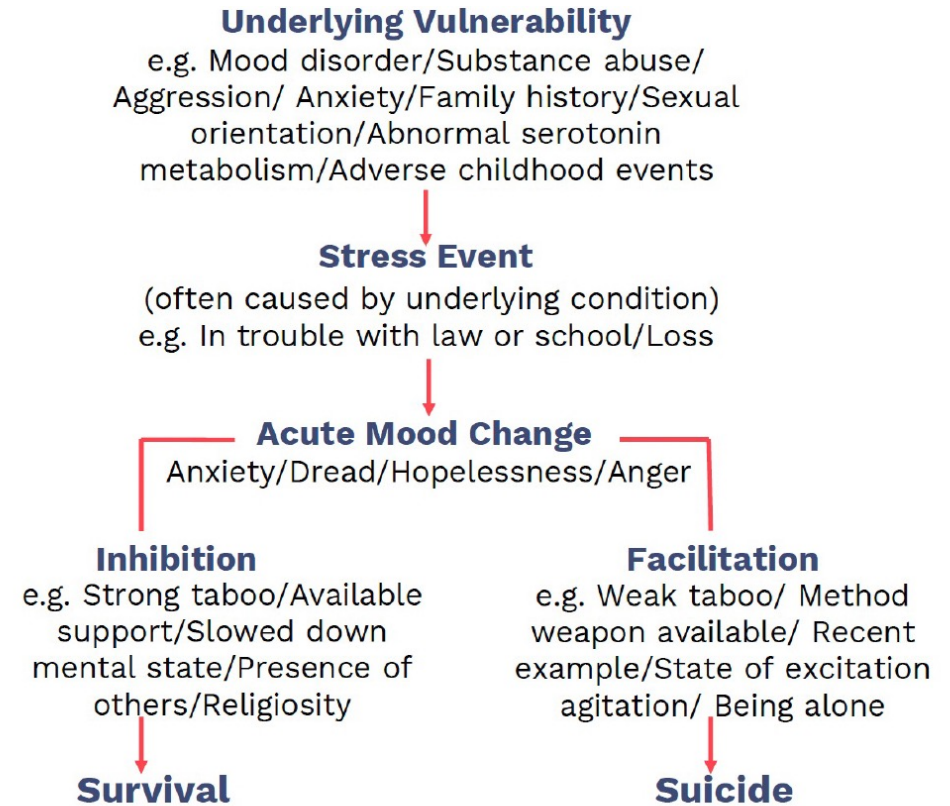 Underlying Vulnerability
e.g. Mood disorder/Substance abuse/
Aggression/ Anxiety/Family history/Sexual
orientation/Abnormal serotonin
metabolism/Adverse childhood events
Stress Event
(often caused by underlying condition)
e.g. In trouble with law or school/Loss
Acute Mood Change
Anxiety/Dread/Hopelessness/Anger
Inhibition
e.g. Strong taboo/Available
support/Slowed down
mental state/Presence of
others/Religiosity
Survival
Facilitation
e.g. Weak taboo/ Method
weapon available/ Recent
example/State of excitation
agitation/ Being alone
Suicide